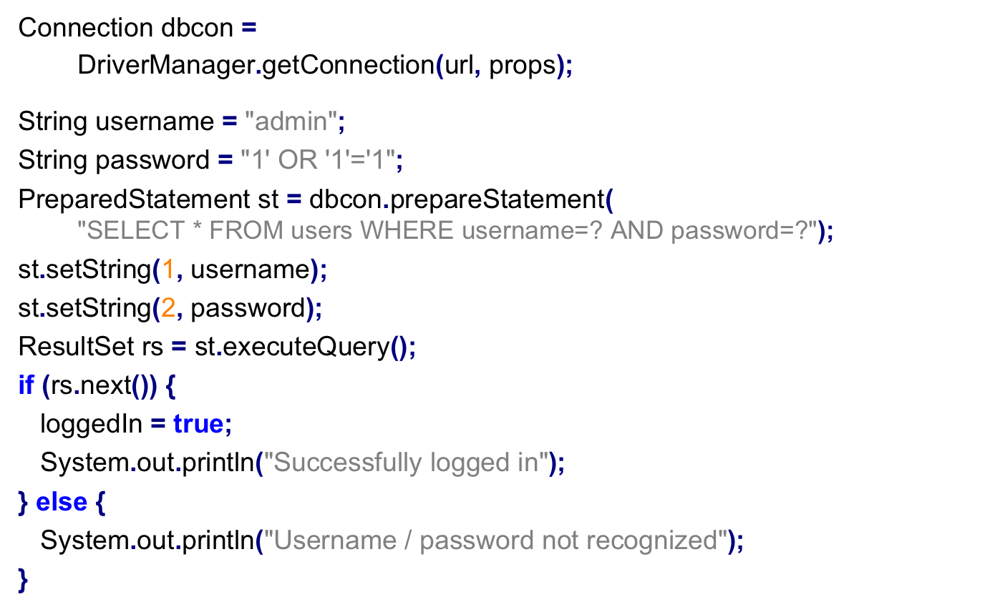 Connection dbcon =
DriverManager.getConnection(url, props);
String username = "admin";
String password = "1' OR '1'='1";
PreparedStatement st = dbcon.prepareStatement(
"SELECT * FROM users WHERE username=? AND password=?");
st.setString(1, username);
st.setString(2, password);
ResultSet rs = st.executeQuery();
if (rs.next()) {
loggedIn = true;
System.out.println("Successfully logged in");
} else {
System.out.println("Username / password not recognized");
}